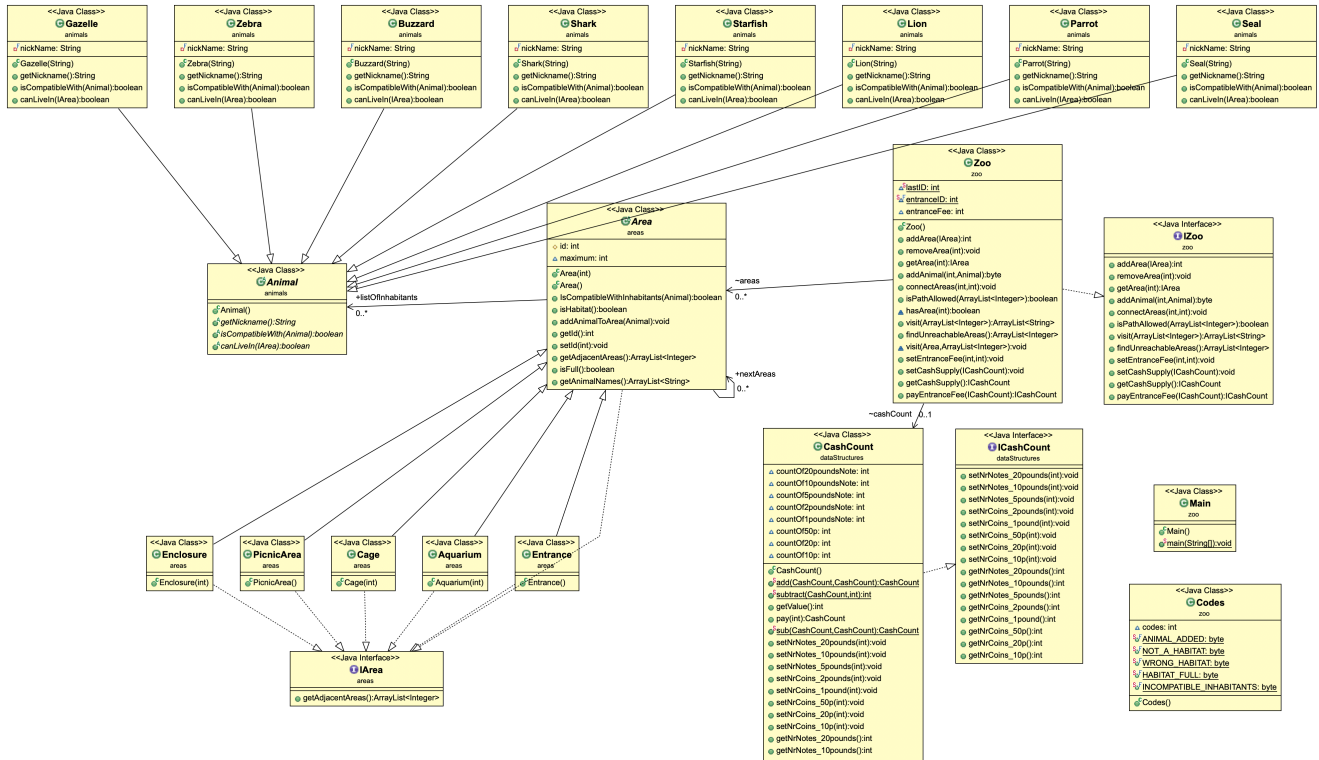 <<Java Class>>
Gazelle
animals
nickName: String
Gazelle(String)
getNickname():String
isCompatibleWith(Animal):boolean
canLiveIn(IArea):boolean
<<Java Class>>
Zebra
animals
nickName: String
Zebra(String)
getNickname():String
isCompatibleWith(Animal):boolean
canLiveIn(IArea):boolean
<<Java Class>>
Buzzard
animals
nickName: String
Buzzard(String)
getNickname():String
isCompatibleWith(Animal):boolean
canLiveIn(IArea):boolean
<<Java Class>>
Shark
animals
nickName: String
Shark(String)
getNickname():String
isCompatibleWith(Animal):boolean
canLiveIn(IArea):boolean
<<Java Class>>
Starfish
animals
nickName: String
Starfish(String)
getNickname():String
isCompatibleWith(Animal):boolean
canLiveIn(IArea):boolean
<<Java Class>>
Lion
animals
nickName: String
Lion(String)
getNickname():String
isCompatibleWith(Animal):boolean
canLiveIn(IArea):boolean
<<Java Class>>
Parrot
animals
nickName: String
Parrot(String)
getNickname():String
isCompatibleWith(Animal):boolean
canLiveIn(IArea):boolean
<<Java Class>>
Seal
animals
nickName: String
Seal(String)
getNickname():String
isCompatibleWith(Animal):boolean
canLiveIn(IArea):boolean
<<Java Class>>
Animal
animals
Animal()
getNickname():String
isCompatibleWith(Animal):boolean
canLiveIn(IArea):boolean
+listOfInhabitants
0..*
<<Java Class>>
Area
areas
id: int
maximum: int
Area(int)
Area()
IsCompatibleWithInhabitants(Animal):boolean
isHabitat():boolean
addAnimalToArea(Animal):void
getId():int
setId(int):void
getAdjacentAreas():ArrayList<Integer>
isFull():boolean
getAnimalNames():ArrayList<String>
~areas
0..*
+nextAreas
0..*
<<Java Class>>
Zoo
zoo
lastID: int
entranceID: int
entranceFee: int
Zoo()
addArea(IArea):int
removeArea(int):void
getArea(int):IArea
addAnimal(int,Animal):byte
connectAreas(int,int):void
isPathAllowed(ArrayList<Integer>):boolean
hasArea(int):boolean
visit(ArrayList<Integer>):ArrayList<String>
findUnreachableAreas():ArrayList<Integer>
visit(Area,ArrayList<Integer>):void
setEntranceFee(int,int):void
setCashSupply(ICashCount):void
getCashSupply():ICashCount
payEntranceFee(ICashCount):ICashCount
<<Java Interface>>
IZoo
zoo
addArea(IArea):int
removeArea(int):void
getArea(int):IArea
addAnimal(int,Animal):byte
connectAreas(int,int):void
isPathAllowed(ArrayList<Integer>):boolean
visit(ArrayList<Integer>):ArrayList<String>
findUnreachableAreas():ArrayList<Integer>
setEntranceFee(int,int):void
setCashSupply(ICashCount):void
getCashSupply():ICashCount
payEntranceFee(ICashCount):ICashCount
~cashCount
0..1
<<Java Class>>
CashCount
dataStructures
countOf20poundsNote: int
countOf10poundsNote: int
countOf5poundsNote: int
countOf2poundsNote: int
countOf1poundsNote: int
countOf50p: int
countOf20p: int
countOf10p: int
CashCount()
add(CashCount,CashCount):CashCount
subtract(CashCount,int):int
getValue():int
pay(int):CashCount
sub(CashCount,CashCount):CashCount
setNrNotes_20pounds(int):void
setNrNotes_10pounds(int):void
setNrNotes_5pounds(int):void
setNrCoins_2pounds(int):void
setNrCoins_1pound(int):void
setNrCoins_50p(int):void
setNrCoins_20p(int):void
setNrCoins_10p(int):void
getNrNotes_20pounds():int
getNrNotes_10pounds():int
<<Java Interface>>
ICashCount
dataStructures
setNrNotes_20pounds(int):void
setNrNotes_10pounds(int):void
setNrNotes_5pounds(int):void
setNrCoins_2pounds(int):void
setNrCoins_1pound(int):void
setNrCoins_50p(int):void
setNrCoins_20p(int):void
setNrCoins_10p(int):void
getNrNotes_20pounds():int
getNrNotes_10pounds():int
getNrNotes_5pounds():int
getNrCoins_2pounds():int
getNrCoins_1pound():int
getNrCoins_50p():int
getNrCoins_20p():int
getNrCoins_10p():int
<<Java Class>>
Main
zoo
Main()
main(String[]):void
<<Java Class>>
Codes
zoo
codes: int
ANIMAL_ADDED: byte
NOT_A_HABITAT: byte
WRONG_HABITAT: byte
HABITAT_FULL: byte
INCOMPATIBLE_INHABITANTS: byte
Codes()
<<Java Class>>
Enclosure
areas
Enclosure(int)
<<Java Class>>
PicnicArea
areas
PicnicArea()
<<Java Class>>
Cage
areas
Cage(int)
<<Java Class>>
Aquarium
areas
Aquarium(int)
<<Java Class>>
Entrance
areas
Entrance()
<<Java Interface>>
IArea
areas
getAdjacentAreas():ArrayList<Integer>